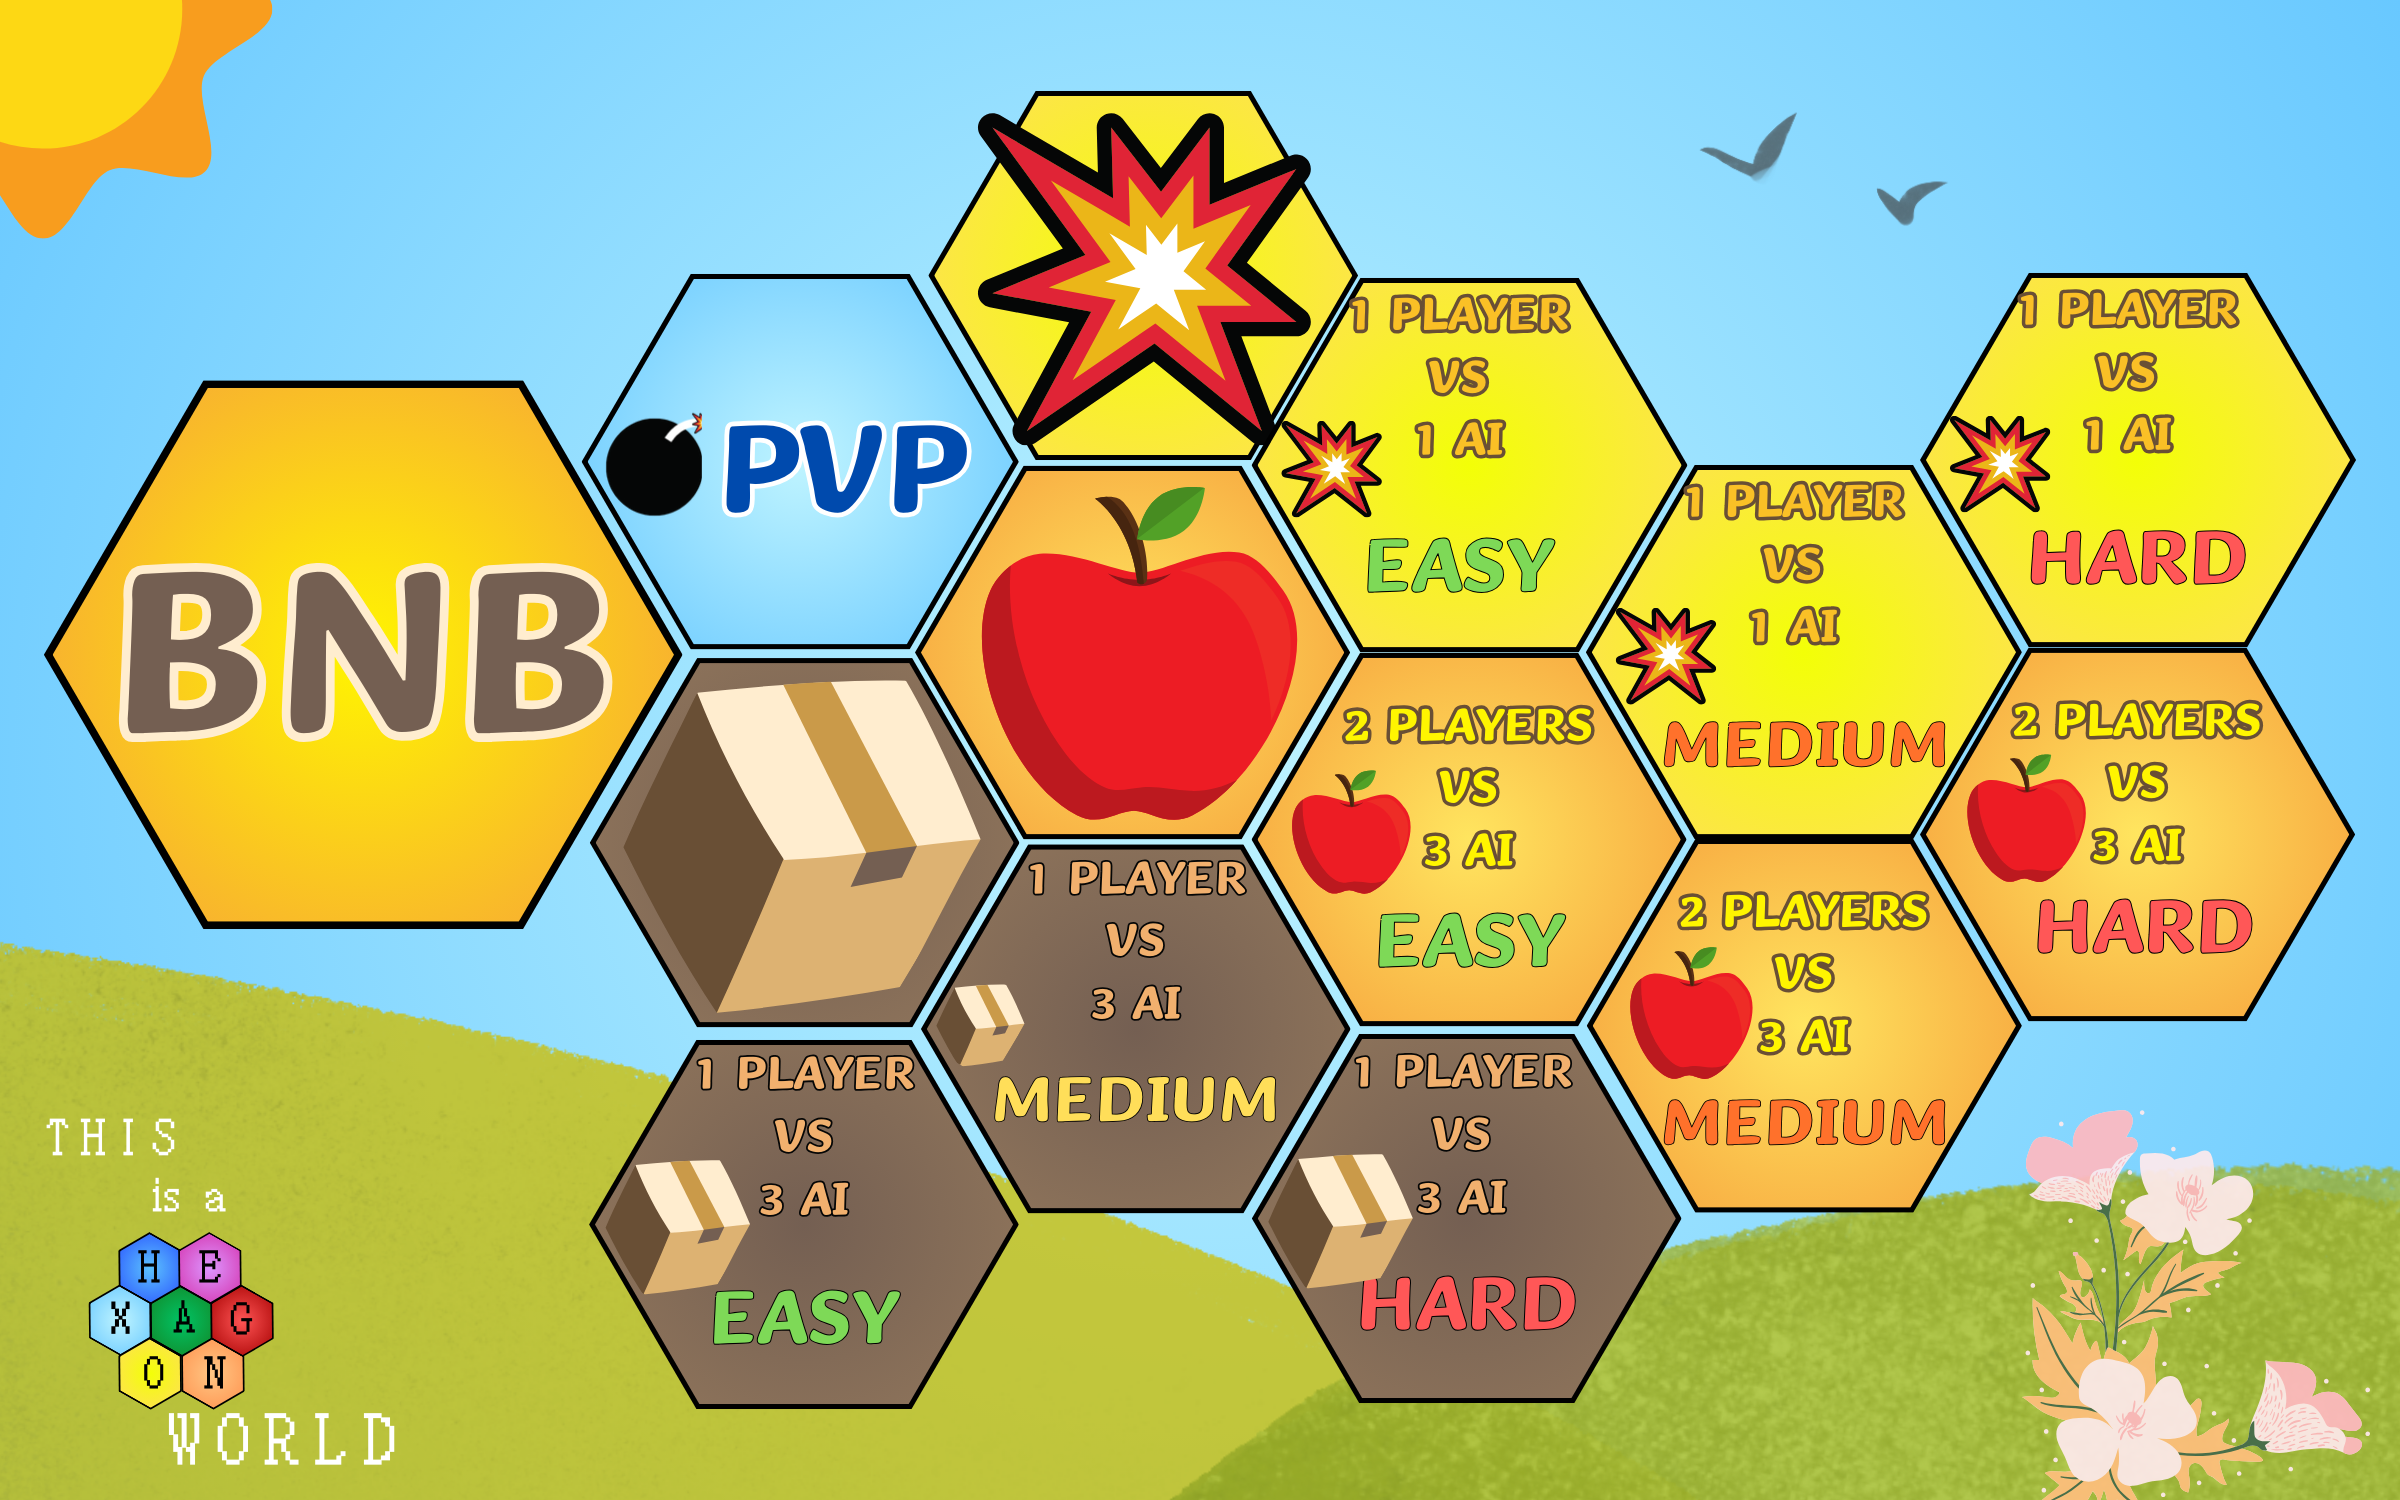 BNB
PVP
1 PLAYER
VS
1 AI
EASY
1 PLAYER
VS
1 AI
MEDIUM
1 PLAYER
VS
1 AI
HARD
2 PLAYERS
VS
3 AI
EASY
2 PLAYERS
VS
3 AI
MEDIUM
2 PLAYERS
VS
3 AI
HARD
1 PLAYER
VS
3 AI
EASY
1 PLAYER
VS
3 AI
MEDIUM
1 PLAYER
VS
3 AI
HARD
THIS
is a
HE
XAG
ON
WORLD